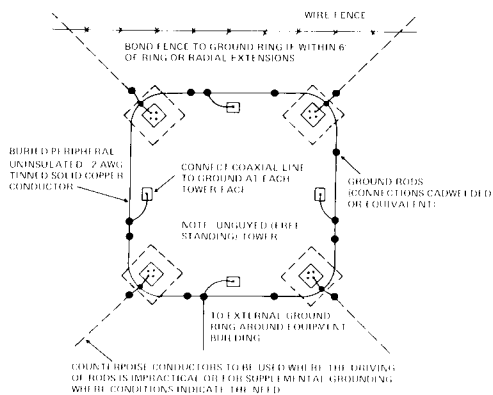 WIRE FENCE
BOND FENCE TO GROUND RING IF WITHIN 6'
OF RING OR RADIAL EXTENSIONS
BURIED PERIPHERAL
UNINSULATED 2 AWG
TINNED SOLID COPPER
CONDUCTOR
CONNECT COAXIAL LINE
TO GROUND AT EACH
TOWER FACE
GROUND RODS
(CONNECTIONS CADWELDED
OR EQUIVALENT)
NOTE: UNGUYED (FREE
STANDING) TOWER
TO EXTERNAL GROUND
RING AROUND EQUIPMENT
BUILDING
COUNTERPOISE CONDUCTORS TO BE USED WHERE THE DRIVING
OF RODS IS IMPRACTICAL OR FOR SUPPLEMENTAL GROUNDING
WHERE CONDITIONS INDICATE THE NEED